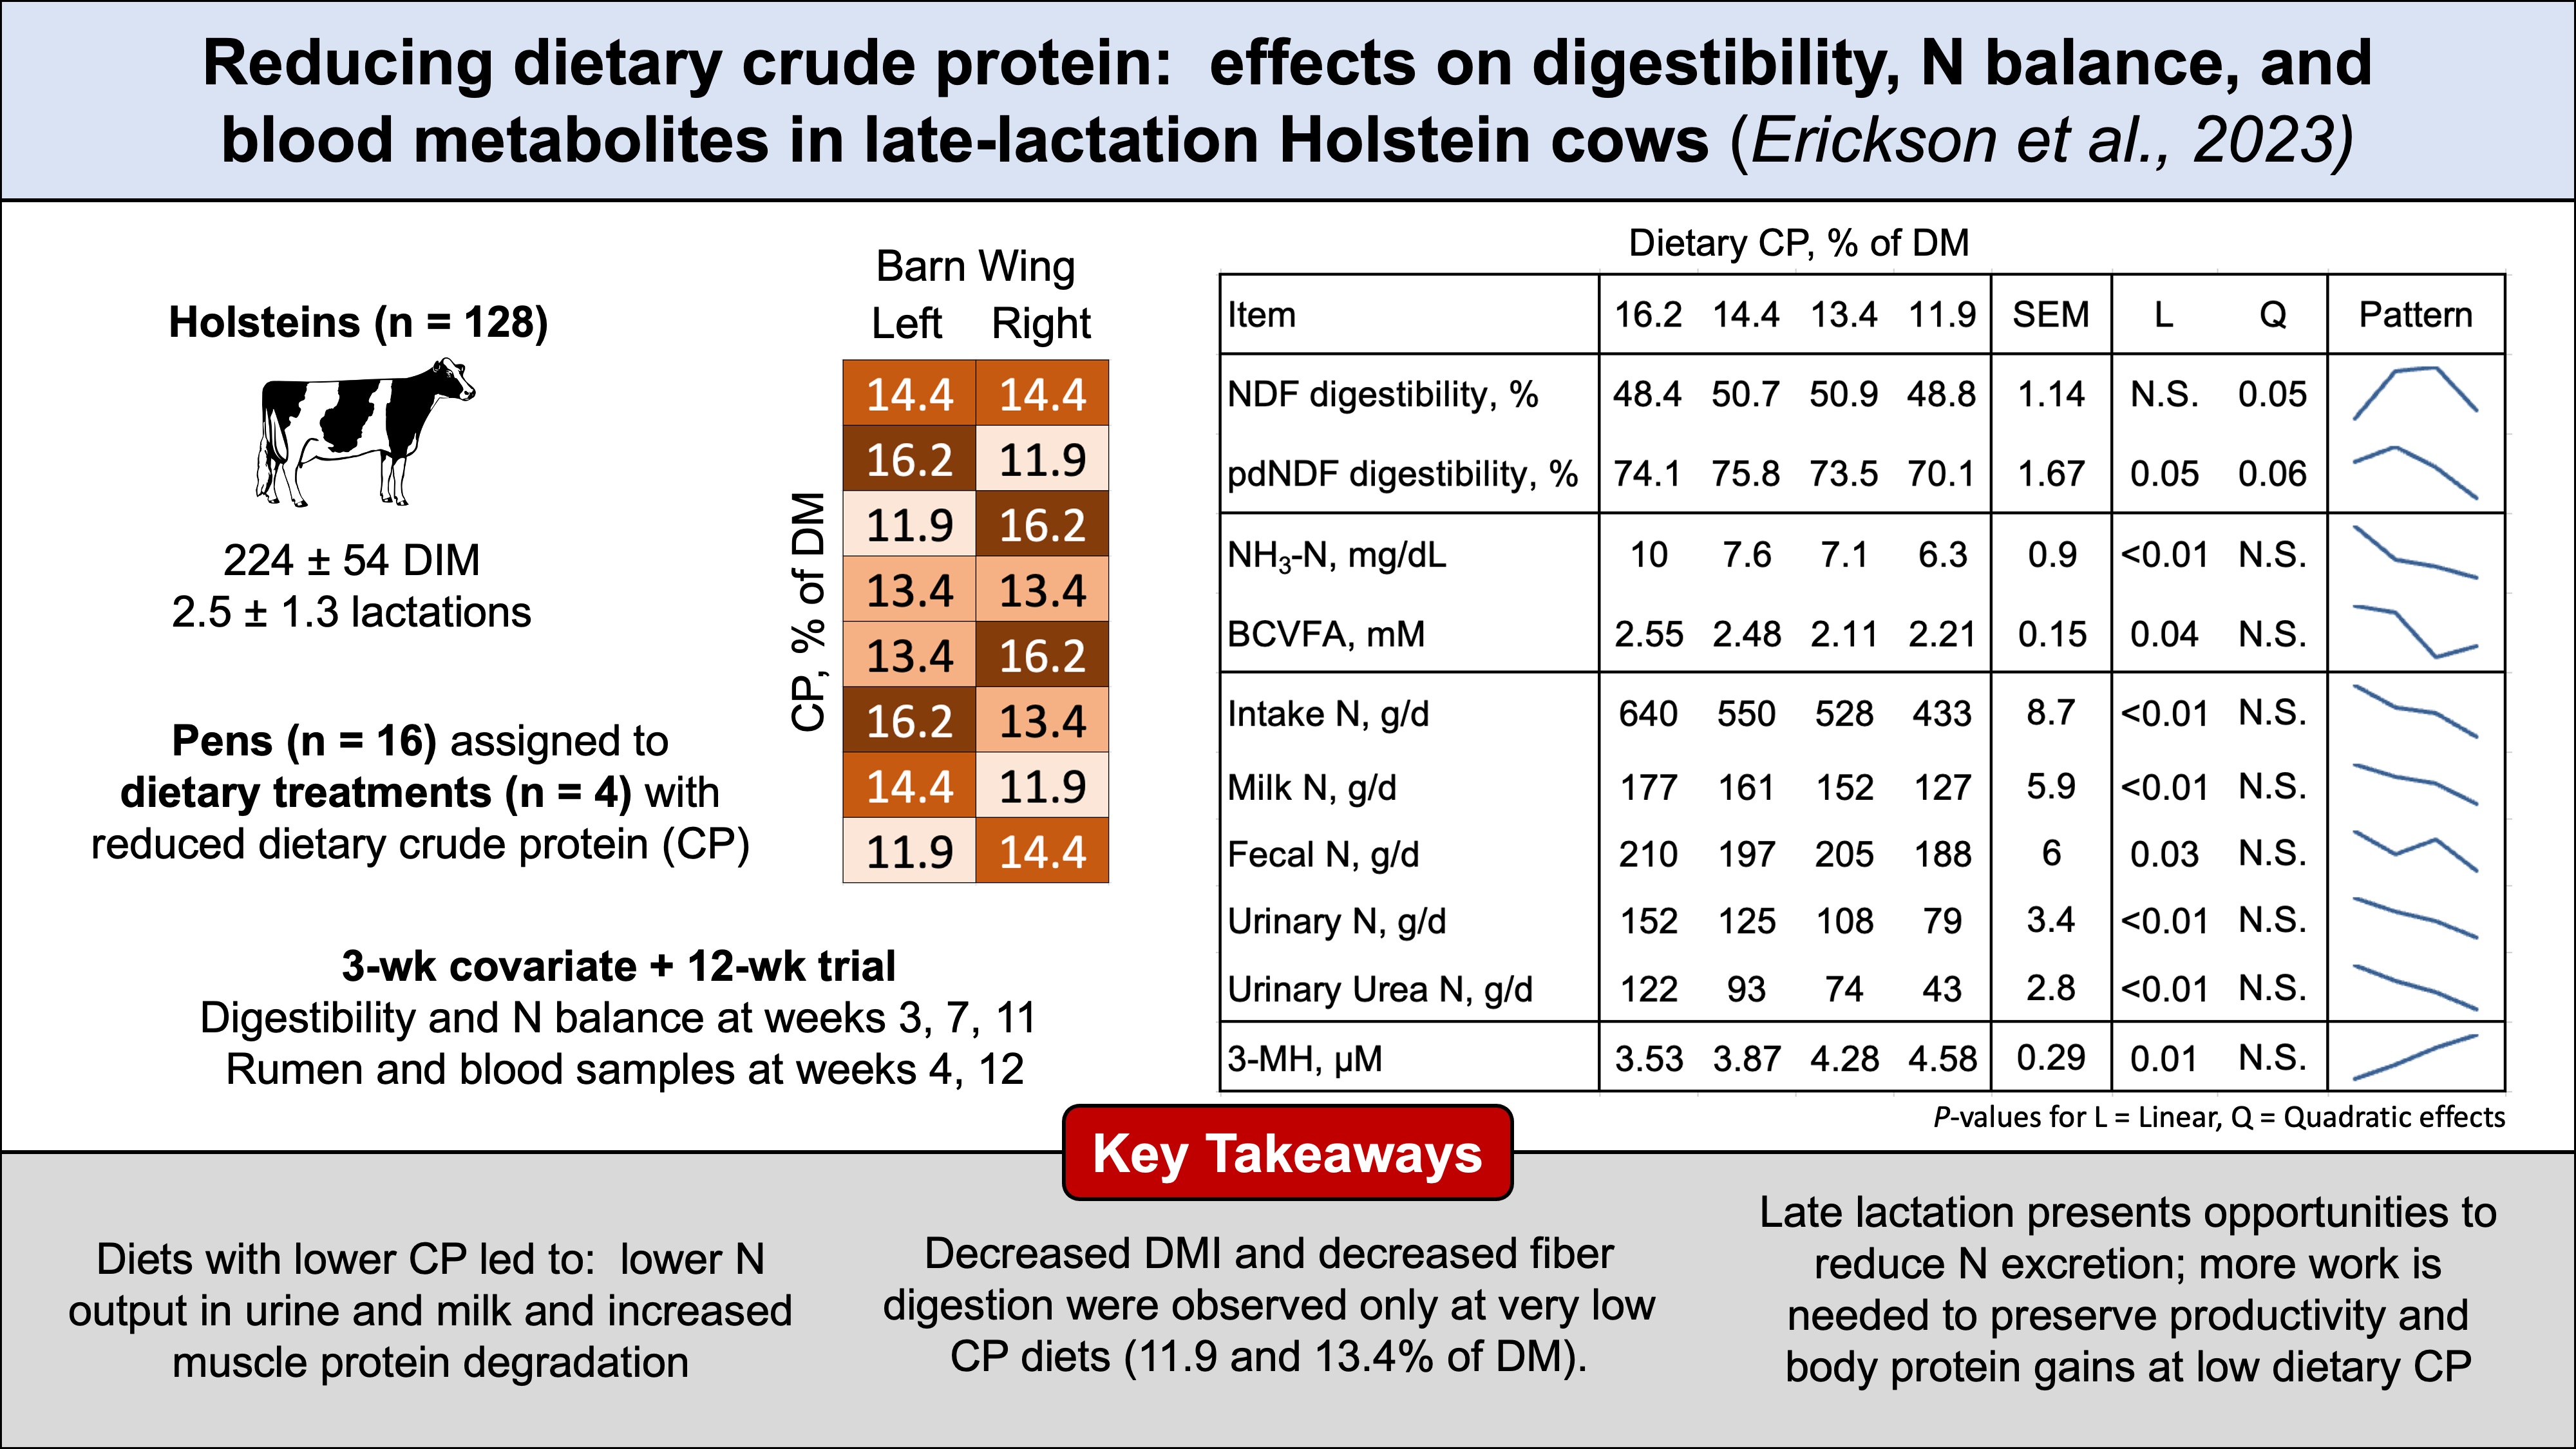 Reducing dietary crude protein:  effects on digestibility, N balance, and
blood metabolites in late-lactation Holstein cows (Erickson et al., 2023)
Holsteins (n = 128)
224 ± 54 DIM
2.5 ± 1.3 lactations
Pens (n = 16) assigned to
dietary treatments (n = 4) with
reduced dietary crude protein (CP)
Barn Wing
Left Right
CP, % of DM
14.4 14.4
16.2 11.9
11.9 16.2
13.4 13.4
13.4 16.2
16.2 13.4
14.4 11.9
11.9 14.4
3-wk covariate + 12-wk trial
Digestibility and N balance at weeks 3, 7, 11
Rumen and blood samples at weeks 4, 12
Dietary CP, % of DM
Item 16.2 14.4 13.4 11.9 SEM L Q Pattern
NDF digestibility, % 48.4 50.7 50.9 48.8 1.14 N.S. 0.05
pdNDF digestibility, % 74.1 75.8 73.5 70.1 1.67 0.05 0.06
NH₃-N, mg/dL 10 7.6 7.1 6.3 0.9 <0.01 N.S.
BCVFA, mM 2.55 2.48 2.11 2.21 0.15 0.04 N.S.
Intake N, g/d 640 550 528 433 8.7 <0.01 N.S.
Milk N, g/d 177 161 152 127 5.9 <0.01 N.S.
Fecal N, g/d 210 197 205 188 6 0.03 N.S.
Urinary N, g/d 152 125 108 79 3.4 <0.01 N.S.
Urinary Urea N, g/d 122 93 74 43 2.8 <0.01 N.S.
3-MH, µM 3.53 3.87 4.28 4.58 0.29 0.01 N.S.
P-values for L = Linear, Q = Quadratic effects
Key Takeaways
Diets with lower CP led to:  lower N
output in urine and milk and increased
muscle protein degradation
Decreased DMI and decreased fiber
digestion were observed only at very low
CP diets (11.9 and 13.4% of DM).
Late lactation presents opportunities to
reduce N excretion; more work is
needed to preserve productivity and
body protein gains at low dietary CP